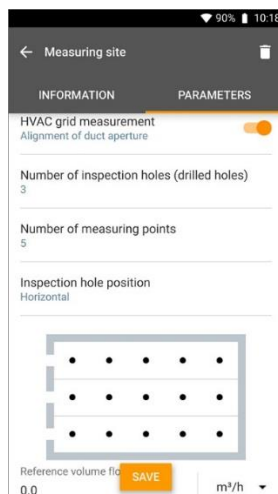 90% 10:18
Measuring site
INFORMATION PARAMETERS
HVAC grid measurement
Alignment of duct aperture
Number of inspection holes (drilled holes)
3
Number of measuring points
5
Inspection hole position
Horizontal
Reference volume flo
SAVE
0.0 m³/h